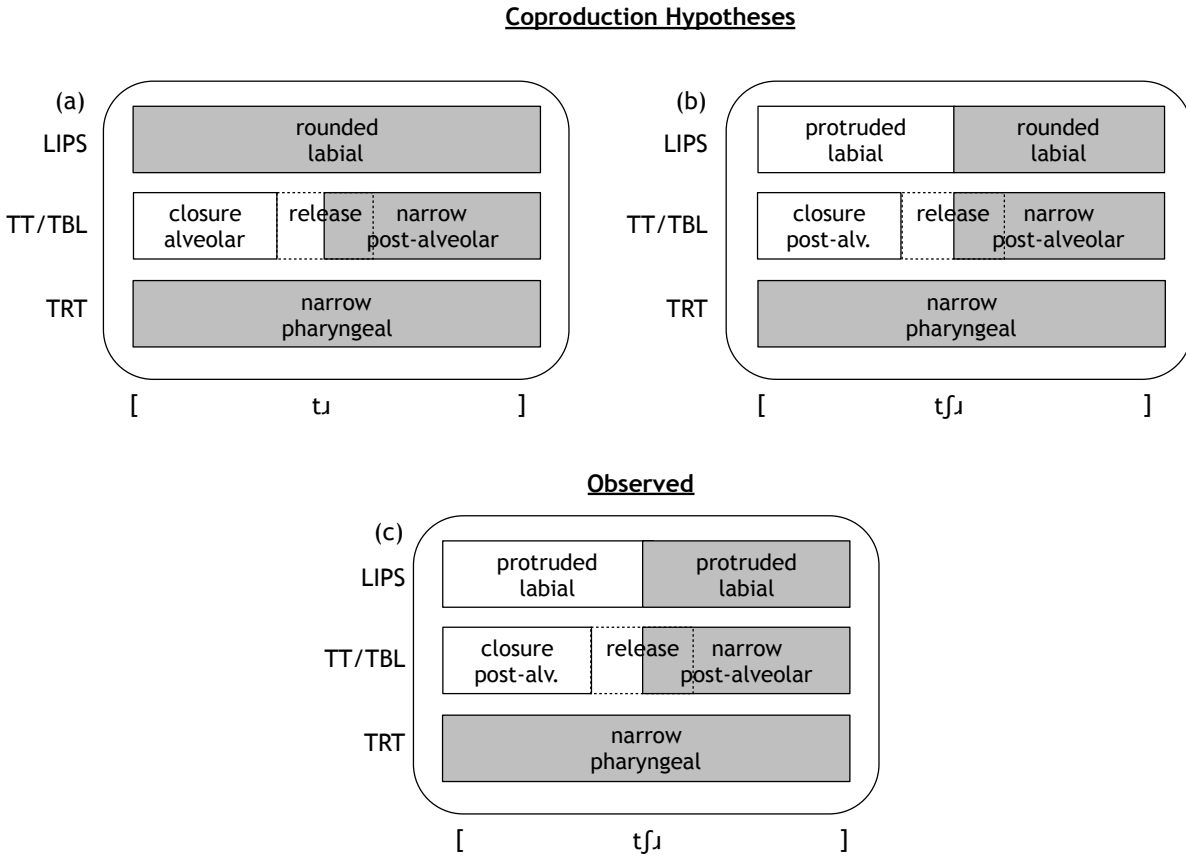 Coproduction Hypotheses
(a)
LIPS
rounded
labial
TT/TBL
closure
alveolar
release
narrow
post-alveolar
TRT
narrow
pharyngeal
[ tɹ ]
(b)
LIPS
protruded
labial
rounded
labial
TT/TBL
closure
post-alv.
release
narrow
post-alveolar
TRT
narrow
pharyngeal
[ tʃɹ ]
Observed
(c)
LIPS
protruded
labial
protruded
labial
TT/TBL
closure
post-alv.
release
narrow
post-alveolar
TRT
narrow
pharyngeal
[ tʃɹ ]